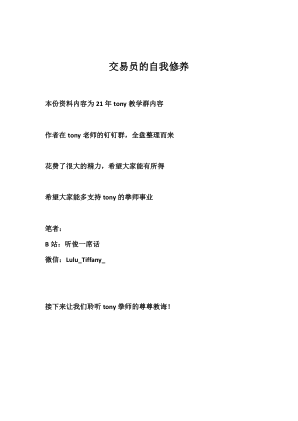 交易员的自我修养
本份资料内容为 21 年 tony 教学群内容
作者在 tony 老师的钉钉群，全盘整理而来
花费了很大的精力，希望大家能有所得
希望大家能多支持 tony 的拳师事业
笔者：
B 站：听俊一席话
微信：Lulu_Tiffany_
接下来让我们聆听 tony 拳师的尊尊教诲！